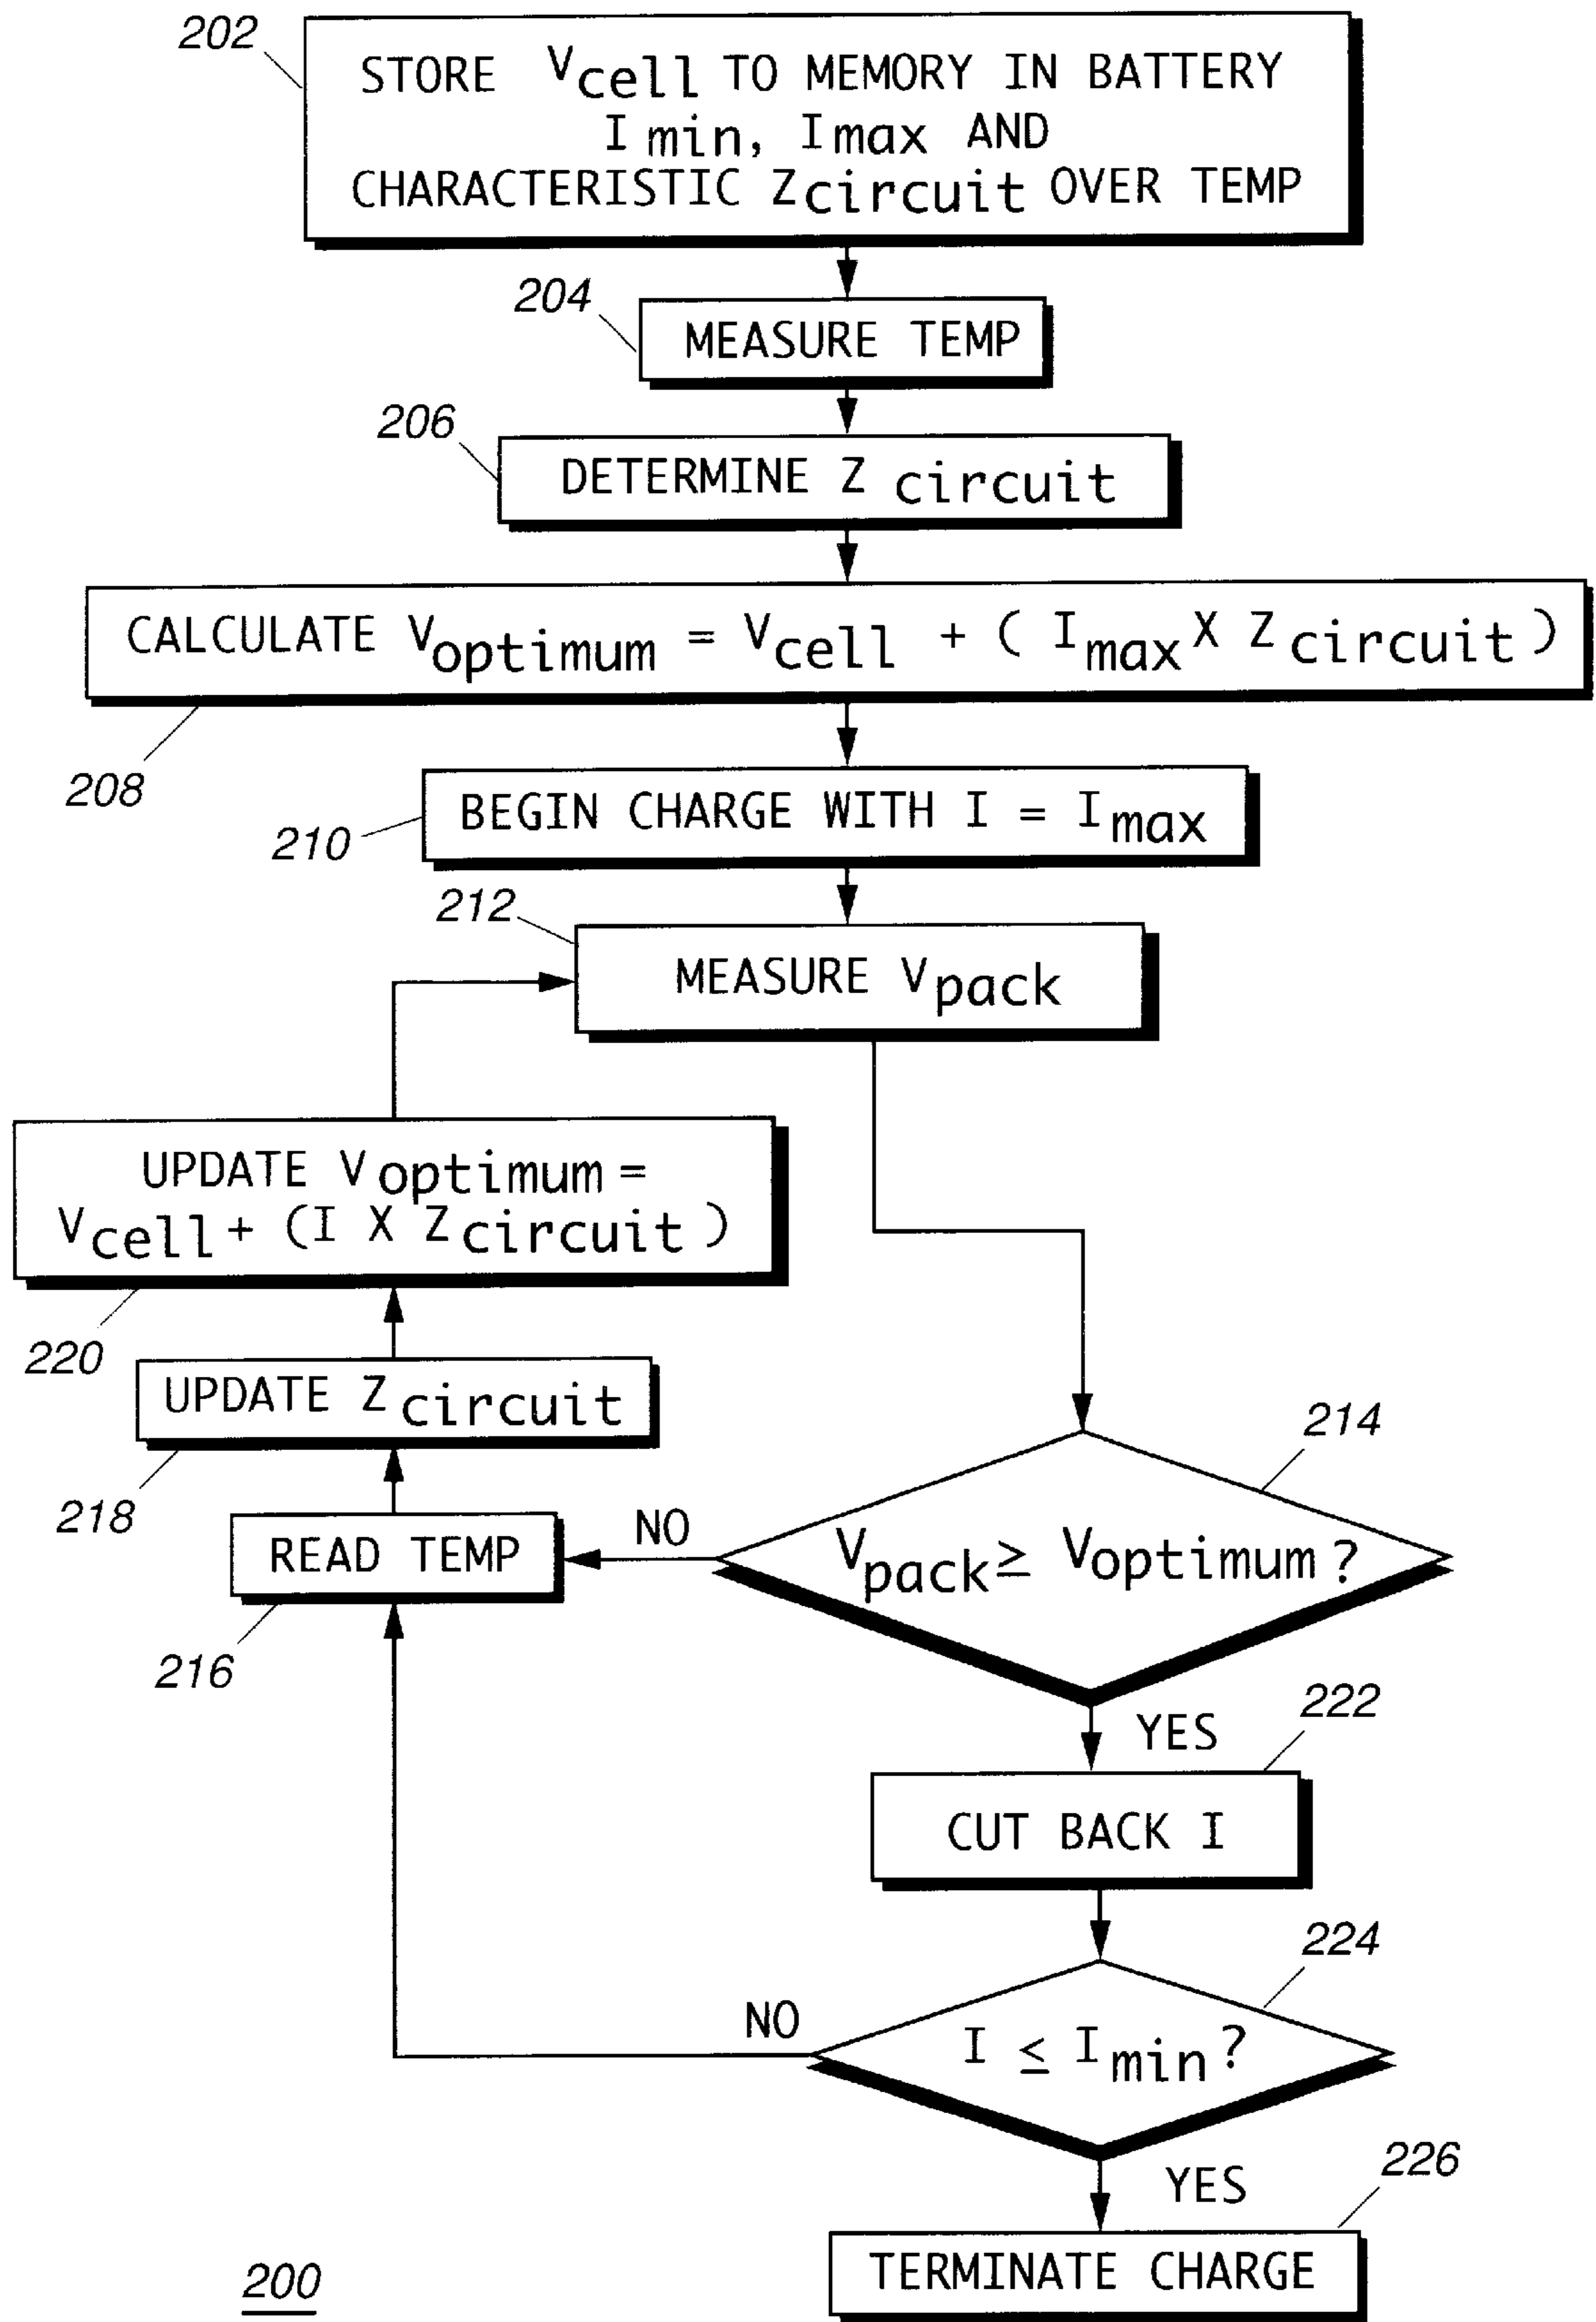 202
STORE Vcell TO MEMORY IN BATTERY
I min, Imax AND
CHARACTERISTIC Zcircuit OVER TEMP
204
MEASURE TEMP
206
DETERMINE Z circuit
CALCULATE Voptimum = Vcell + ( Imax X Zcircuit )
208
BEGIN CHARGE WITH I = Imax
210
212
MEASURE Vpack
UPDATE Voptimum =
Vcell + (I X Zcircuit )
220
UPDATE Z circuit
218
214
NO
READ TEMP
Vpack ≥ Voptimum ?
216
222
YES
CUT BACK I
224
NO
I ≤ Imin ?
YES
226
TERMINATE CHARGE
200